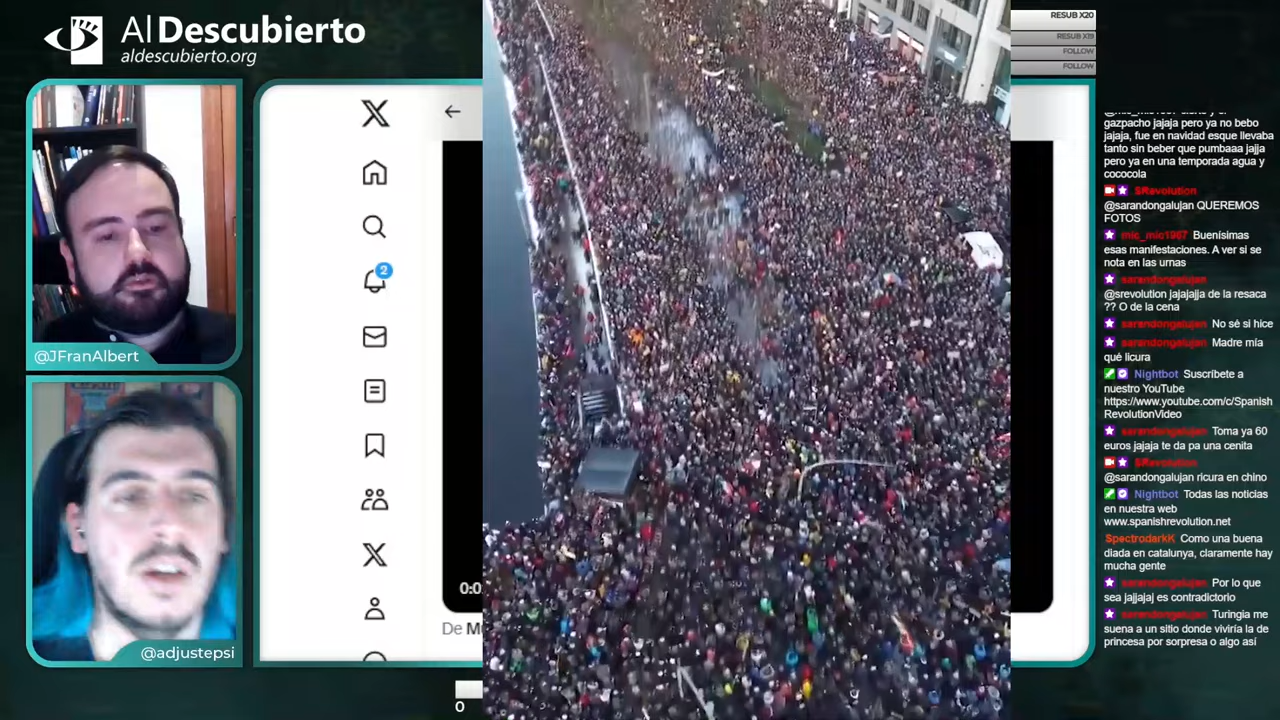 Al Descubierto
aldescubierto.org
@JFranAlbert
@adjustepsi
2
0:0
De M
0
RESUB X20
RESUB X19
FOLLOW
FOLLOW
gazpacho jajaja pero ya no bebo
jajaja, fue en navidad esque llevaba
tanto sin beber que pumbaaa jajja
pero ya en una temporada agua y
cococola
SRevolution
@sarandongalujan QUEREMOS
FOTOS
mic_mic1967 Buenísimas
esas manifestaciones. A ver si se
nota en las urnas
sarandongalujan
@srevolution jajajajja de la resaca
?? O de la cena
sarandongalujan No sé si hice
sarandongalujan Madre mía
qué licura
Nightbot Suscríbete a
nuestro YouTube
https://www.youtube.com/c/Spanish
RevolutionVideo
sarandongalujan Toma ya 60
euros jajaja te da pa una cenita
SRevolution
@sarandongalujan ricura en chino
Nightbot Todas las noticias
en nuestra web
www.spanishrevolution.net
SpectrodarkK Como una buena
diada en catalunya, claramente hay
mucha gente
sarandongalujan Por lo que
sea jajjajaj es contradictorio
sarandongalujan Turingia me
suena a un sitio donde viviría la de
princesa por sorpresa o algo así